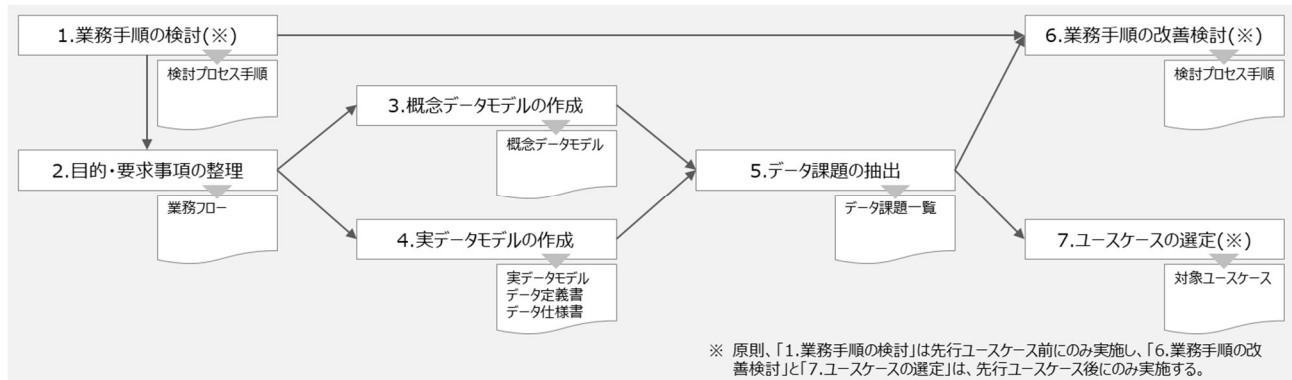 1.業務手順の検討(※)
検討プロセス手順
2.目的・要求事項の整理
業務フロー
3.概念データモデルの作成
概念データモデル
4.実データモデルの作成
実データモデル
データ定義書
データ仕様書
5.データ課題の抽出
データ課題一覧
6.業務手順の改善検討(※)
検討プロセス手順
7.ユースケースの選定(※)
対象ユースケース
※ 原則、「1.業務手順の検討」は先行ユースケース前にのみ実施し、「6.業務手順の改
善検討」と「7.ユースケースの選定」は、先行ユースケース後にのみ実施する。